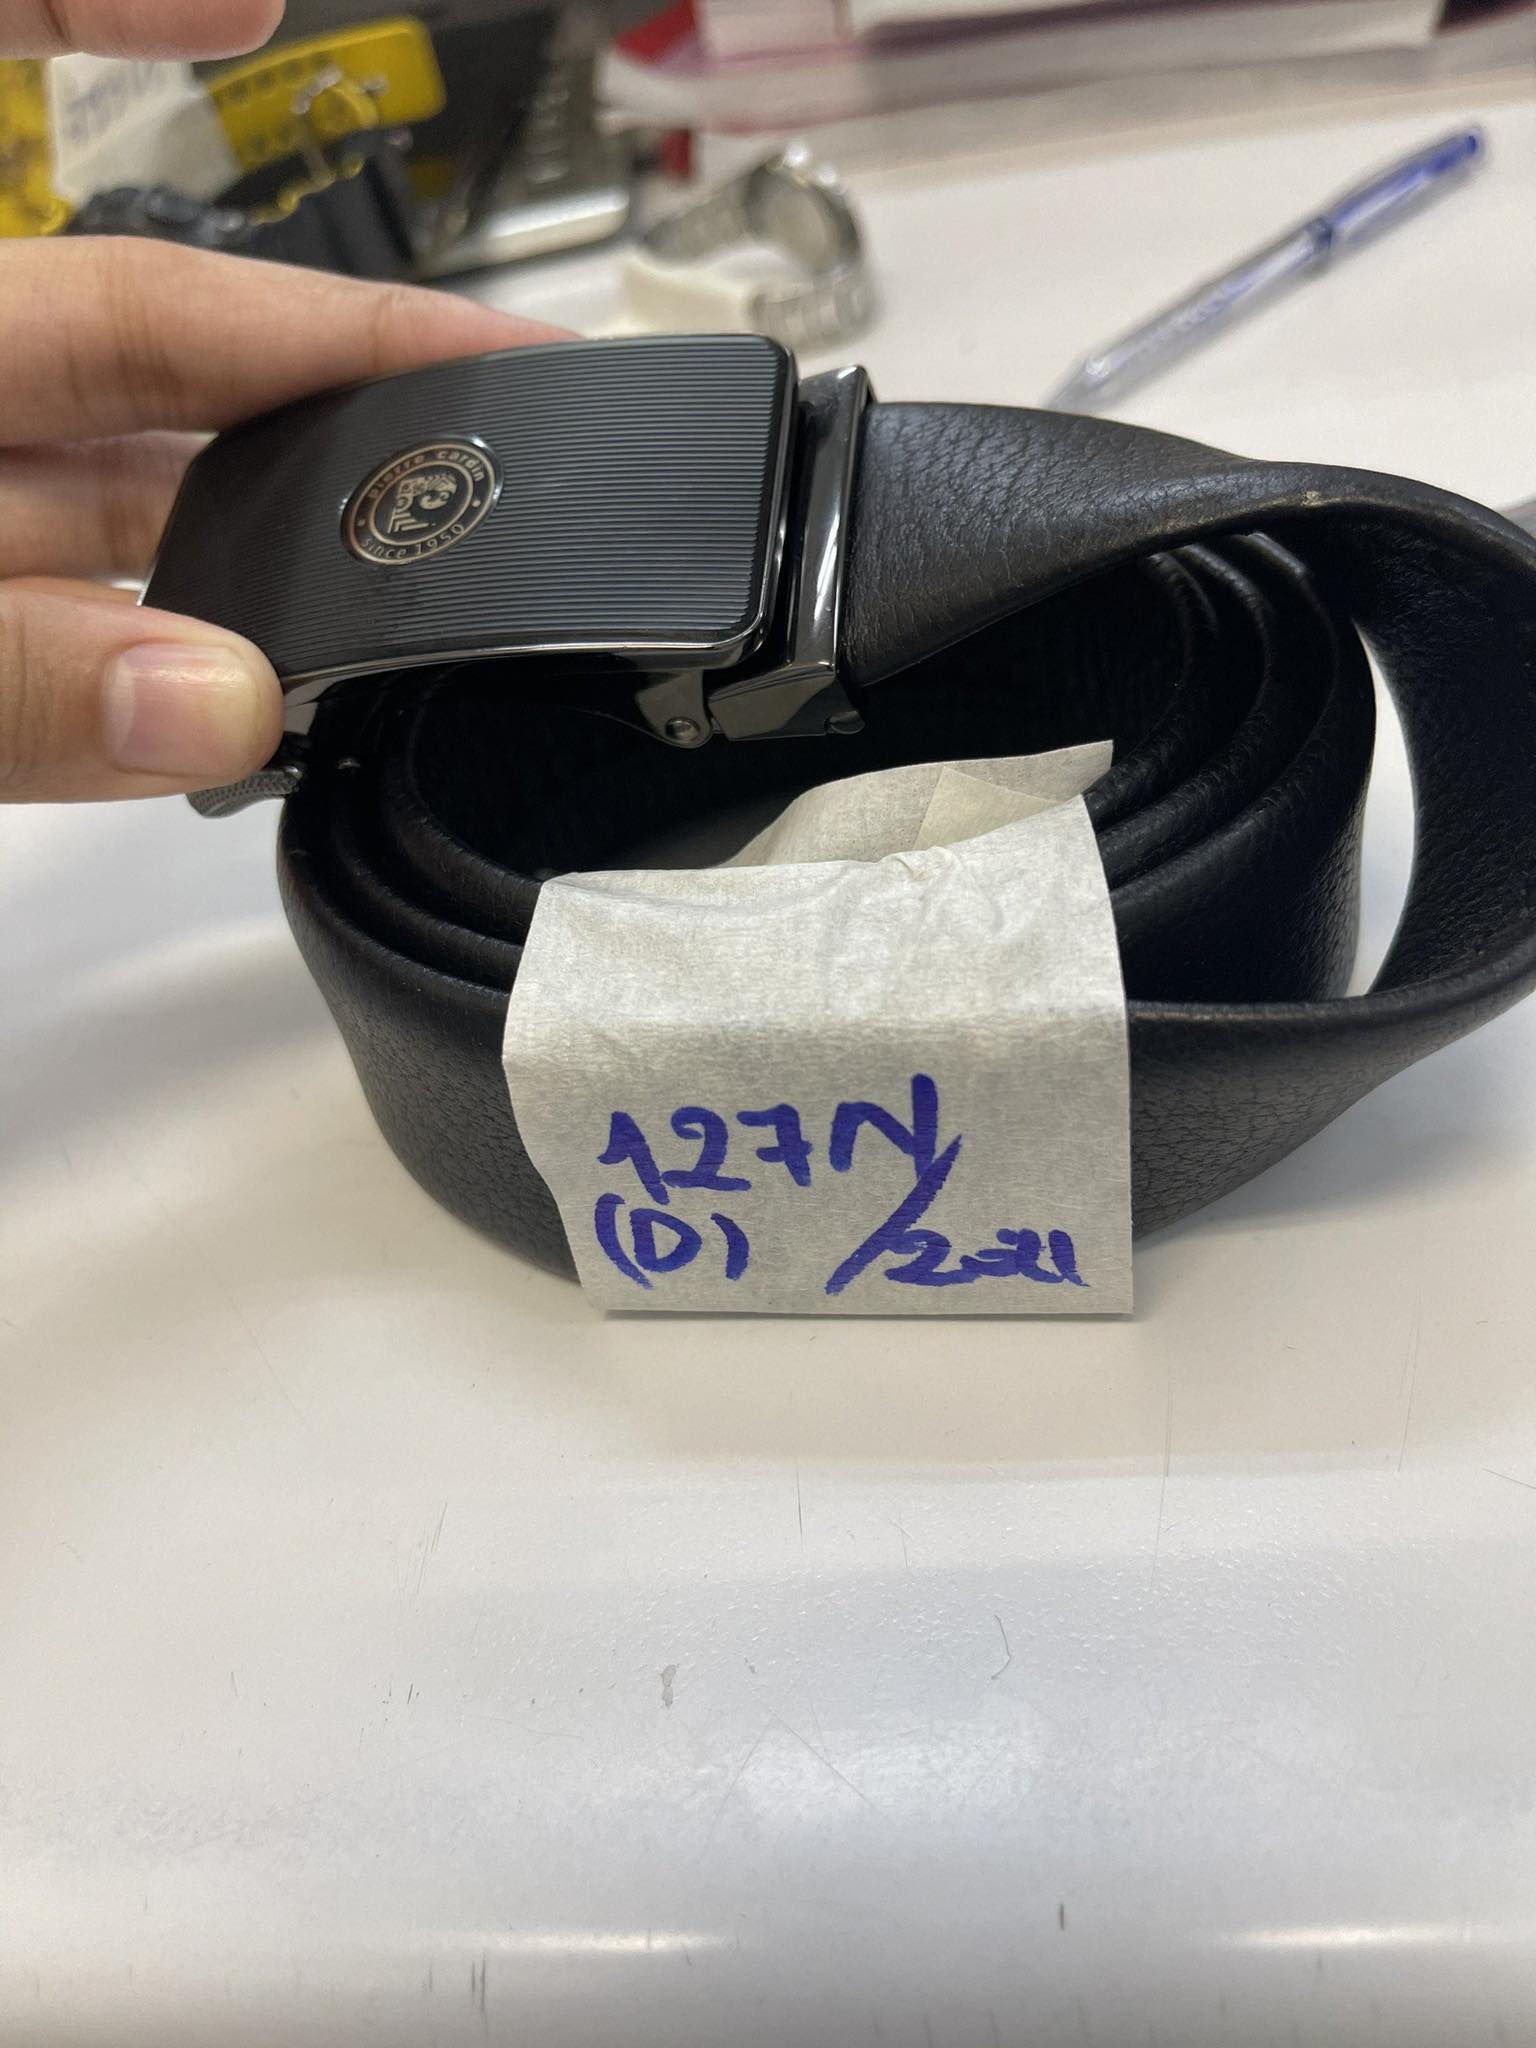 pierre cardin
since 1950
127N
(D) /2021